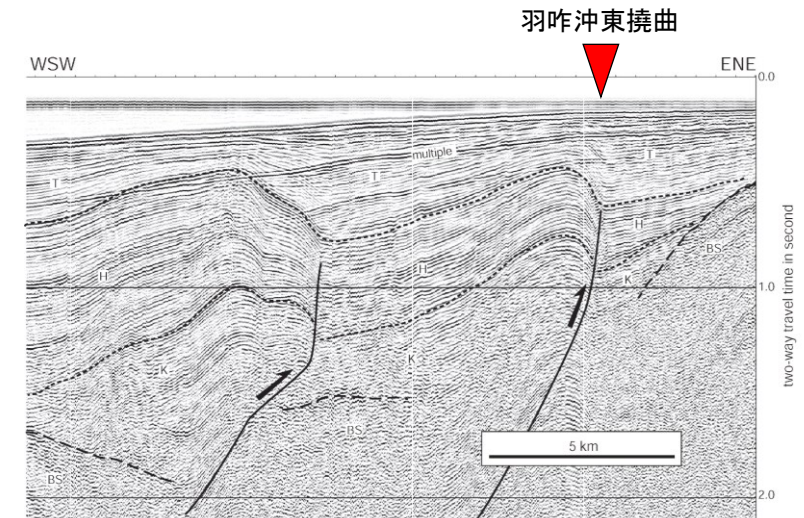 羽咋沖東撓曲
WSW
ENE
0.0
multiple
T
T
T
H
BS
H
H
K
1.0
K
K
two-way travel time in second
BS
5 km
BS
2.0